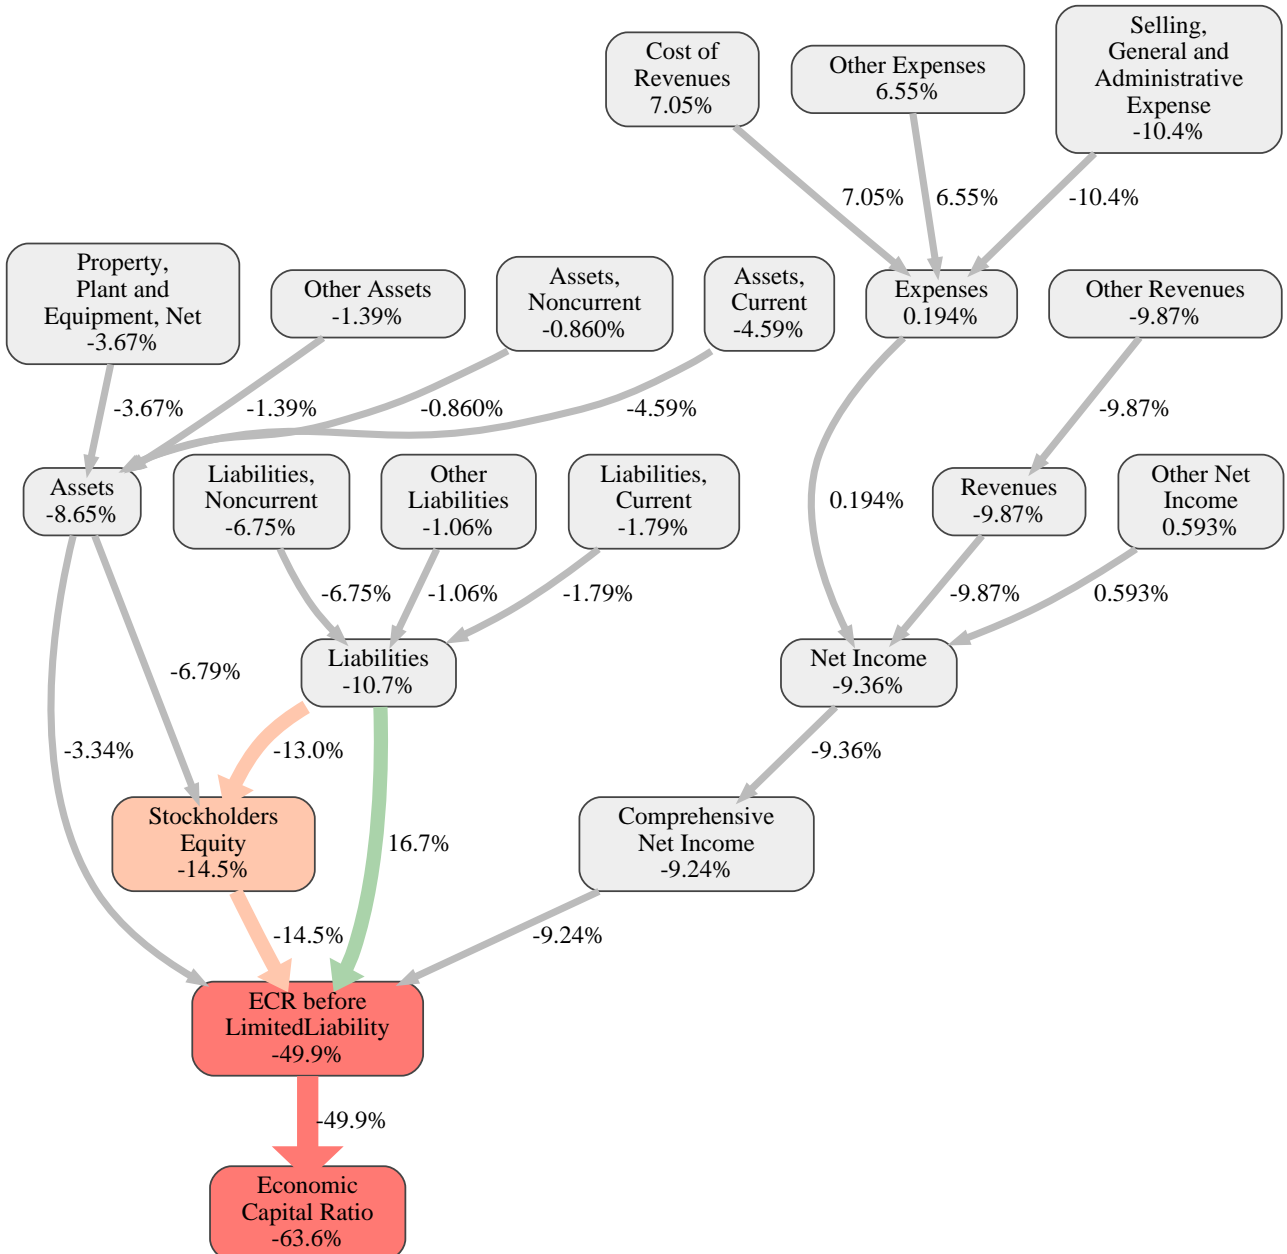 Cost of
Revenues
7.05%
Other Expenses
6.55%
Selling,
General and
Administrative
Expense
-10.4%
7.05%
6.55%
-10.4%
Property,
Plant and
Equipment, Net
-3.67%
Other Assets
-1.39%
Assets,
Noncurrent
-0.860%
Assets,
Current
-4.59%
Expenses
0.194%
Other Revenues
-9.87%
-3.67%
-1.39%
-0.860%
-4.59%
-9.87%
Assets
-8.65%
Liabilities,
Noncurrent
-6.75%
Other
Liabilities
-1.06%
Liabilities,
Current
-1.79%
0.194%
Revenues
-9.87%
Other Net
Income
0.593%
-6.75%
-1.06%
-1.79%
-9.87%
0.593%
-6.79%
Liabilities
-10.7%
Net Income
-9.36%
-3.34%
-13.0%
-9.36%
Stockholders
Equity
-14.5%
16.7%
Comprehensive
Net Income
-9.24%
-14.5%
-9.24%
ECR before
LimitedLiability
-49.9%
-49.9%
Economic
Capital Ratio
-63.6%